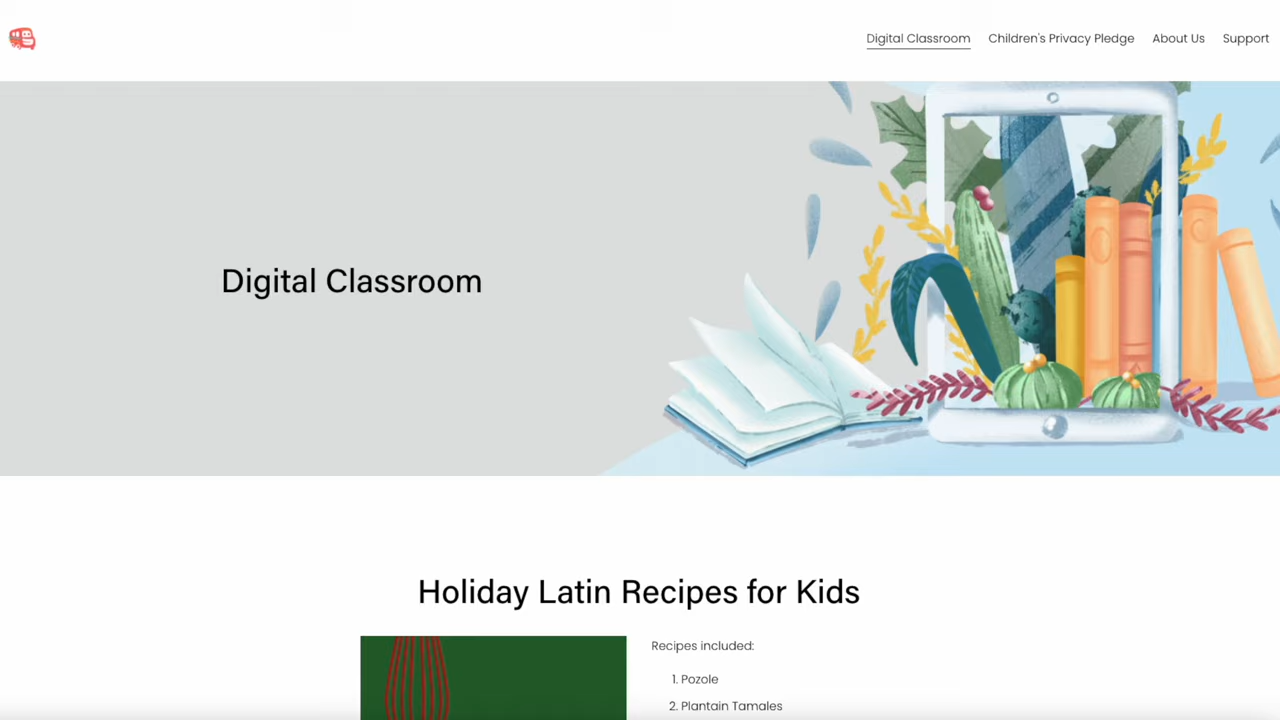 Digital Classroom Children's Privacy Pledge About Us Support
Digital Classroom
Holiday Latin Recipes for Kids
Recipes included:
1. Pozole
2. Plantain Tamales